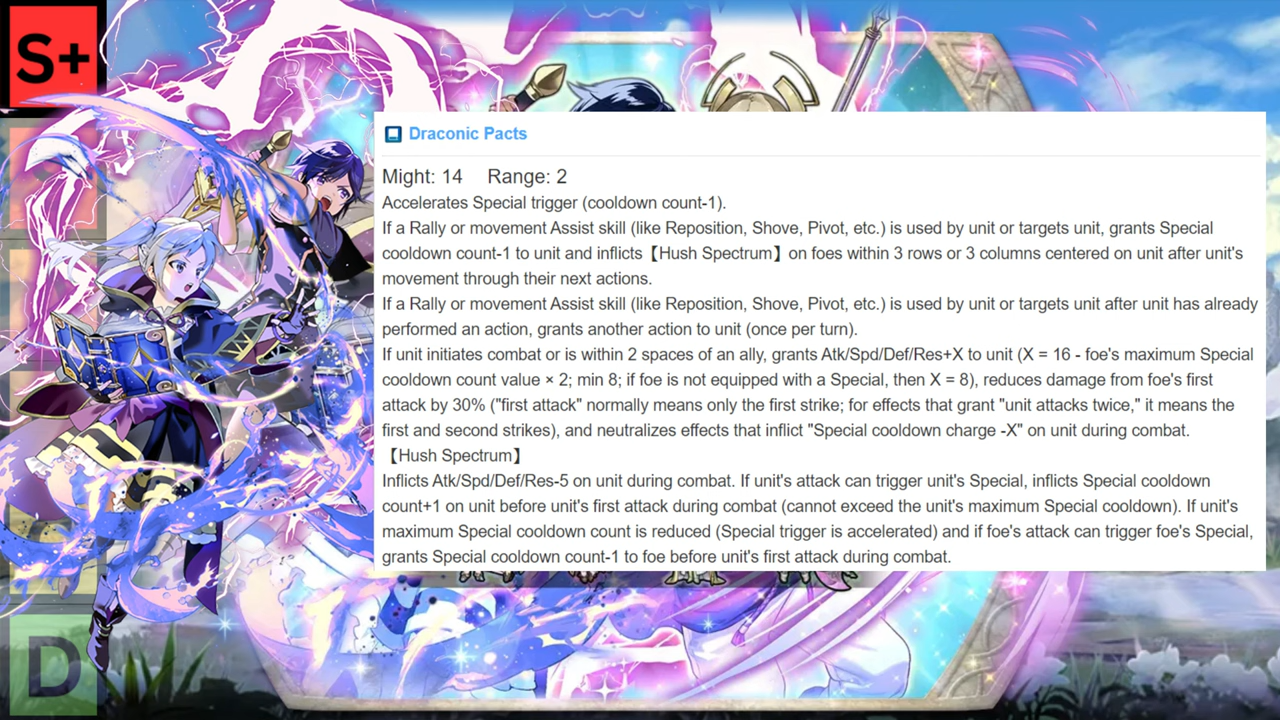 S+
Draconic Pacts
Might: 14 Range: 2
Accelerates Special trigger (cooldown count-1).
If a Rally or movement Assist skill (like Reposition, Shove, Pivot, etc.) is used by unit or targets unit, grants Special
cooldown count-1 to unit and inflicts【Hush Spectrum】on foes within 3 rows or 3 columns centered on unit after unit's
movement through their next actions.
If a Rally or movement Assist skill (like Reposition, Shove, Pivot, etc.) is used by unit or targets unit after unit has already
performed an action, grants another action to unit (once per turn).
If unit initiates combat or is within 2 spaces of an ally, grants Atk/Spd/Def/Res+X to unit (X = 16 - foe's maximum Special
cooldown count value × 2; min 8; if foe is not equipped with a Special, then X = 8), reduces damage from foe's first
attack by 30% ("first attack" normally means only the first strike; for effects that grant "unit attacks twice," it means the
first and second strikes), and neutralizes effects that inflict "Special cooldown charge -X" on unit during combat.
【Hush Spectrum】
Inflicts Atk/Spd/Def/Res-5 on unit during combat. If unit's attack can trigger unit's Special, inflicts Special cooldown
count+1 on unit before unit's first attack during combat (cannot exceed the unit's maximum Special cooldown). If unit's
maximum Special cooldown count is reduced (Special trigger is accelerated) and if foe's attack can trigger foe's Special,
grants Special cooldown count-1 to foe before unit's first attack during combat.
D